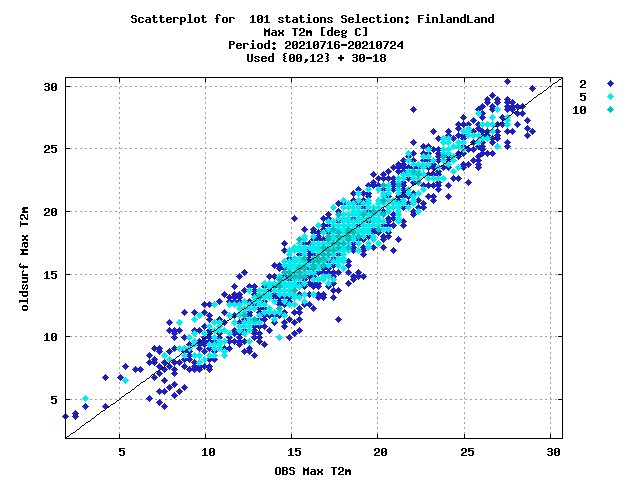 Scatterplot for  101 stations Selection: FinlandLand
Max T2m [deg C]
Period: 20210716-20210724
Used {00,12} + 30-18
2
5
10
30
25
20
15
10
5
oldsurf Max T2m
5 10 15 20 25 30
OBS Max T2m